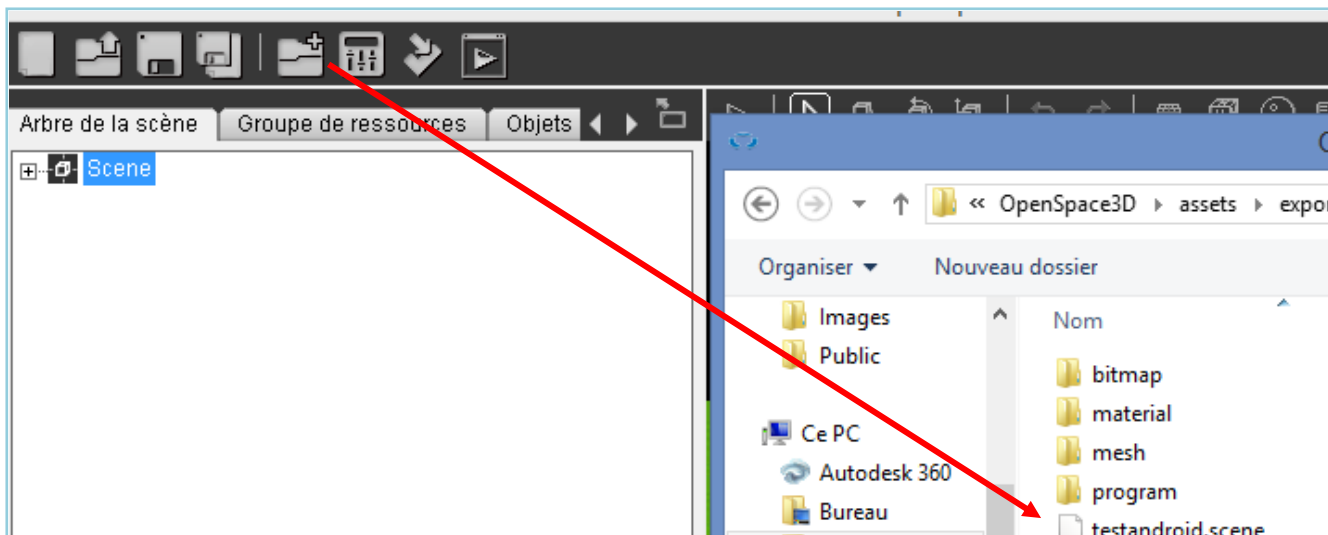 Arbre de la scène
Groupe de ressources
Objets
Scene
« OpenSpace3D assets
Organiser
Nouveau dossier
Images
Public
Nom
bitmap
material
mesh
program
testandroid.scene
Ce PC
Autodesk 360
Bureau